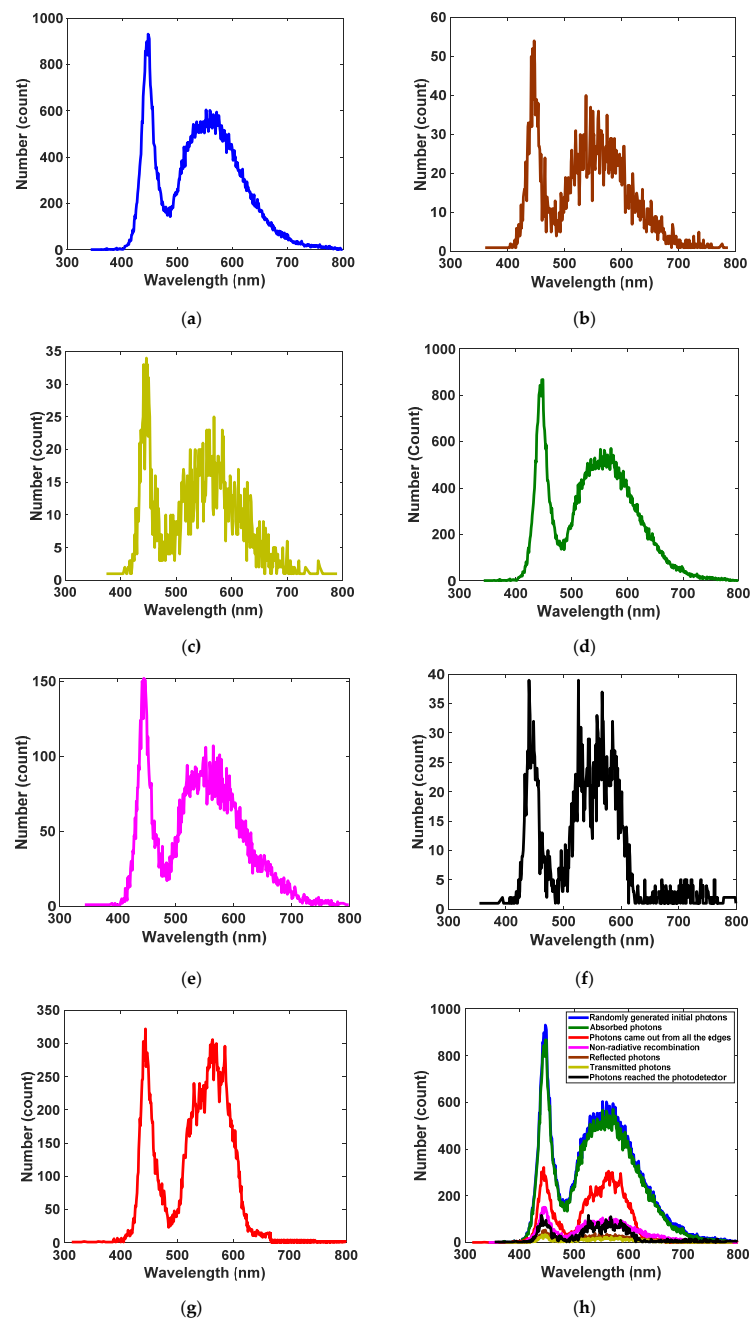 1000
800
600
400
200
0
300 400 500 600 700 800
Number (count)
Wavelength (nm)
(a)
60
50
40
30
20
10
0
300 400 500 600 700 800
Number (count)
Wavelength (nm)
(b)
35
30
25
20
15
10
5
0
300 400 500 600 700 800
Number (count)
Wavelength (nm)
(c)
1000
800
600
400
200
0
300 400 500 600 700 800
Number (Count)
Wavelength (nm)
(d)
150
100
50
0
300 400 500 600 700 800
Number (count)
Wavelength (nm)
(e)
40
35
30
25
20
15
10
5
0
300 400 500 600 700 800
Number (count)
Wavelength (nm)
(f)
350
300
250
200
150
100
50
0
300 400 500 600 700 800
Number (count)
Wavelength (nm)
(g)
1000
800
600
400
200
0
300 400 500 600 700 800
Number (count)
Wavelength (nm)
Randomly generated initial photons
Absorbed photons
Photons came out from all the edges
Non-radiative recombination
Reflected photons
Transmitted photons
Photons reached the photodetector
(h)